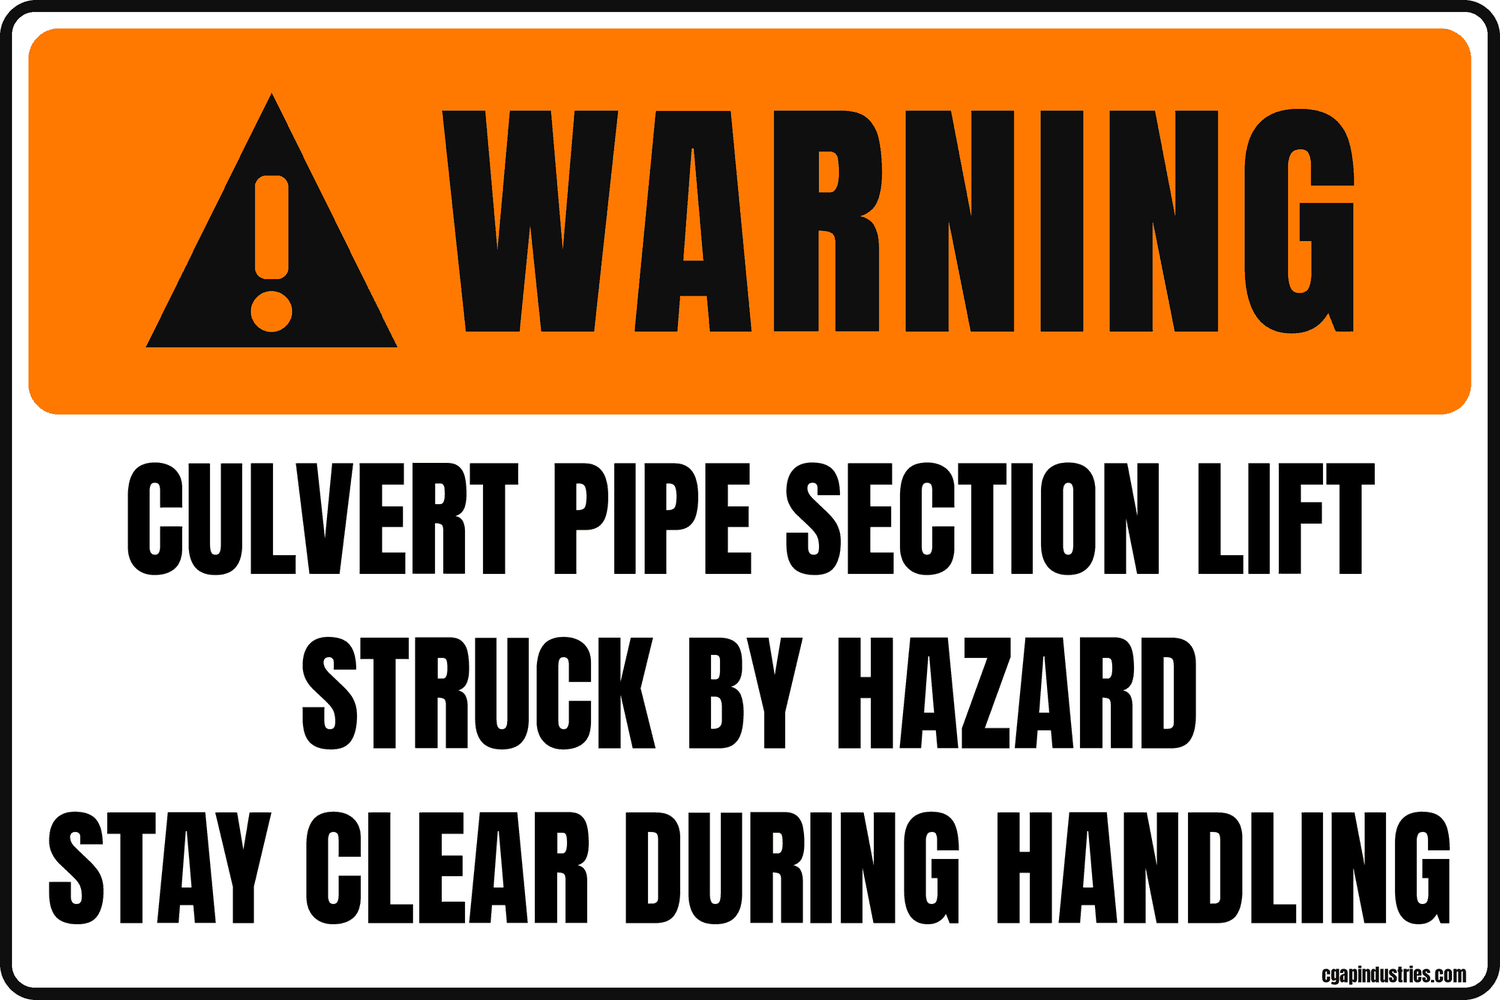 WARNING
CULVERT PIPE SECTION LIFT
STRUCK BY HAZARD
STAY CLEAR DURING HANDLING
cgapindustries.com